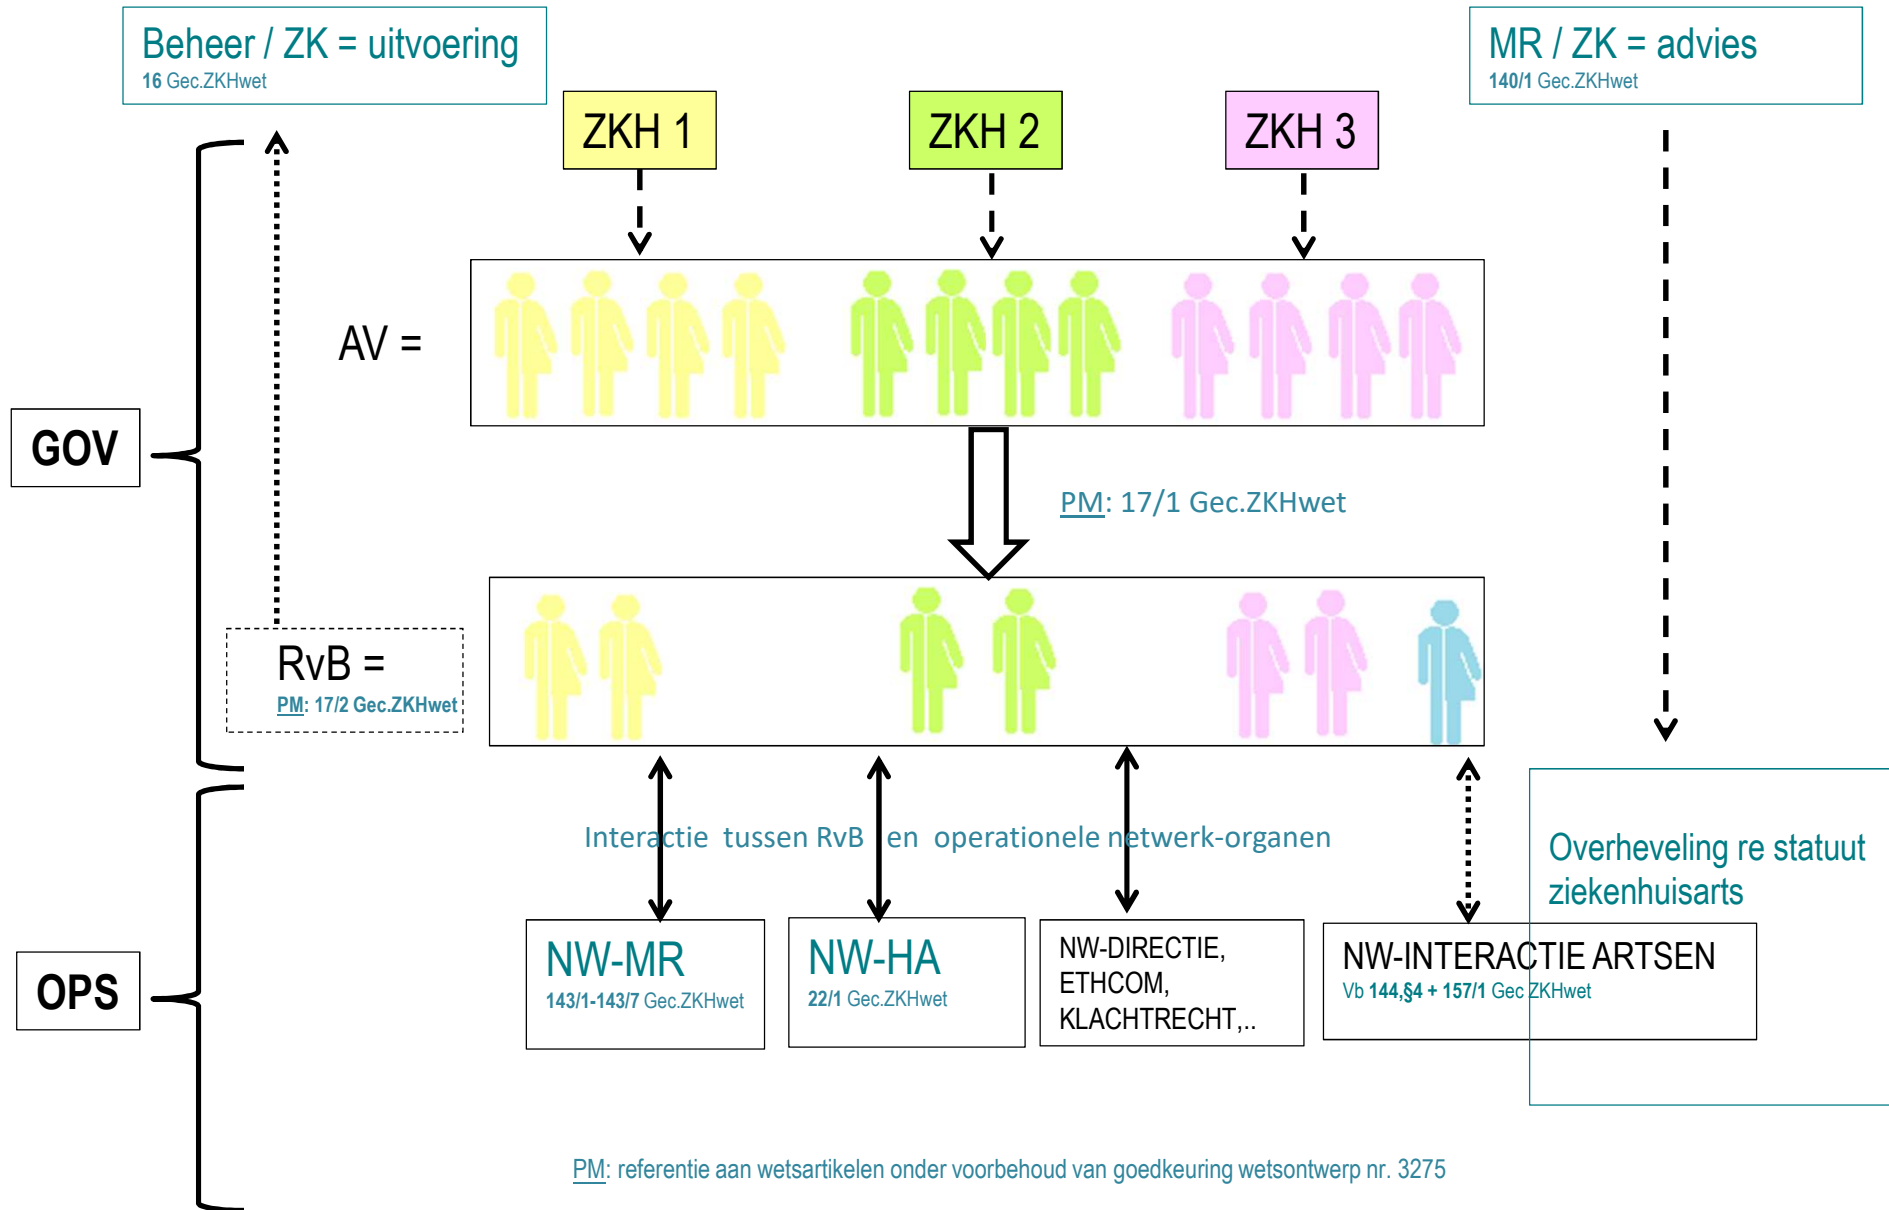 Beheer / ZK = uitvoering
16 Gec.ZKHwet
MR / ZK = advies
140/1 Gec.ZKHwet
ZKH 1
ZKH 2
ZKH 3
AV =
GOV
PM: 17/1 Gec.ZKHwet
RvB =
PM: 17/2 Gec.ZKHwet
Interactie tussen RvB en operationele netwerk-organen
Overheveling re statuut
ziekenhuisarts
OPS
NW-MR
143/1-143/7 Gec.ZKHwet
NW-HA
22/1 Gec.ZKHwet
NW-DIRECTIE,
ETHCOM,
KLACHTRECHT,..
NW-INTERACTIE ARTSEN
Vb 144,§4 + 157/1 Gec ZKHwet
PM: referentie aan wetsartikelen onder voorbehoud van goedkeuring wetsontwerp nr. 3275